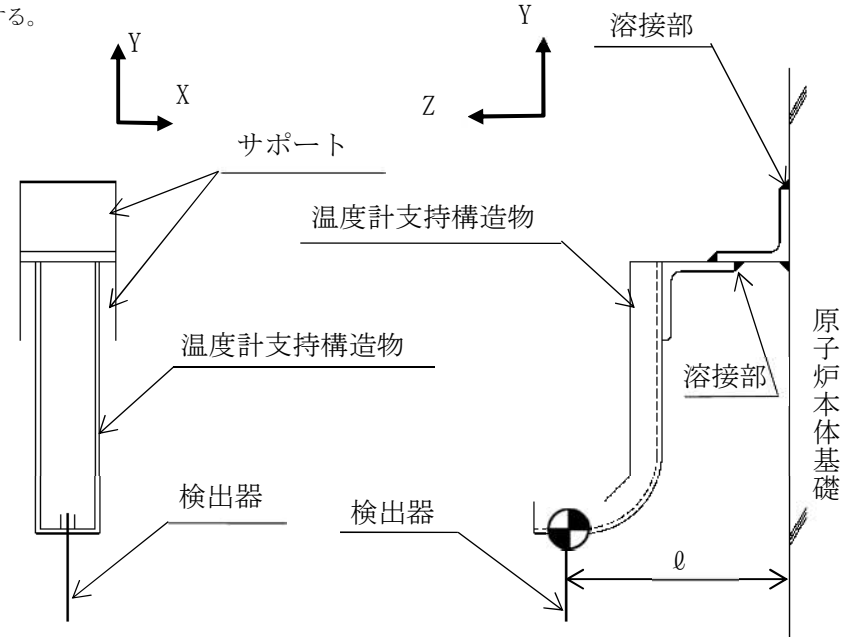 する。
Y
X
Y
Z
溶接部
サポート
温度計支持構造物
温度計支持構造物
溶接部
原子炉本体基礎
検出器
検出器
ℓ